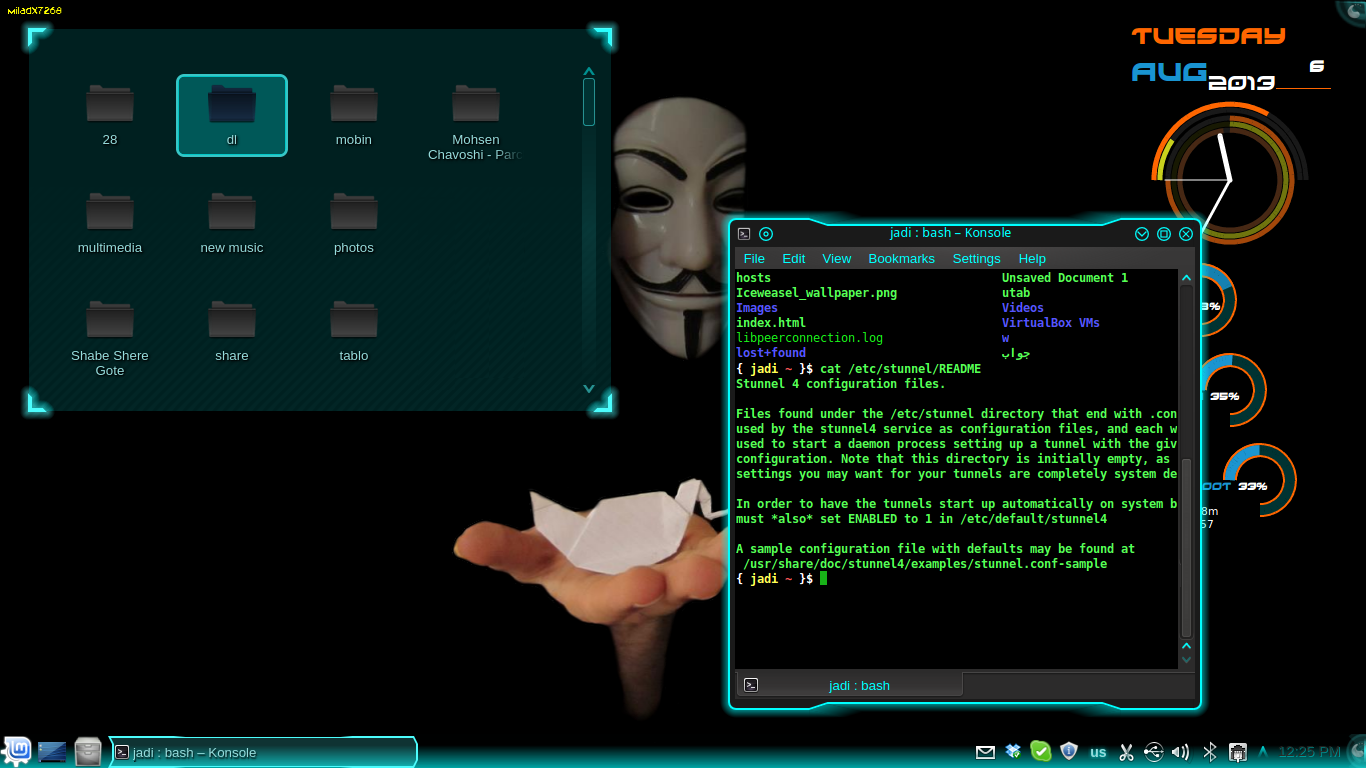 miladx7268
TUESDAY
AUG 2013 6
28
dl
mobin
Mohsen
Chavoshi - Parc
multimedia
new music
photos
Shabe Shere
Gote
share
tablo
jadi : bash – Konsole
File Edit View Bookmarks Settings Help
hosts Unsaved Document 1
Iceweasel_wallpaper.png utab
Images Videos
index.html VirtualBox VMs
libpeerconnection.log w
lost+found جواب
{ jadi ~ }$ cat /etc/stunnel/README
Stunnel 4 configuration files.
Files found under the /etc/stunnel directory that end with .con
used by the stunnel4 service as configuration files, and each w
used to start a daemon process setting up a tunnel with the giv
configuration. Note that this directory is initially empty, as
settings you may want for your tunnels are completely system de
In order to have the tunnels start up automatically on system b
must *also* set ENABLED to 1 in /etc/default/stunnel4
A sample configuration file with defaults may be found at
/usr/share/doc/stunnel4/examples/stunnel.conf-sample
{ jadi ~ }$
jadi : bash
35%
33%
8m
57
jadi : bash – Konsole
us
12:25 PM